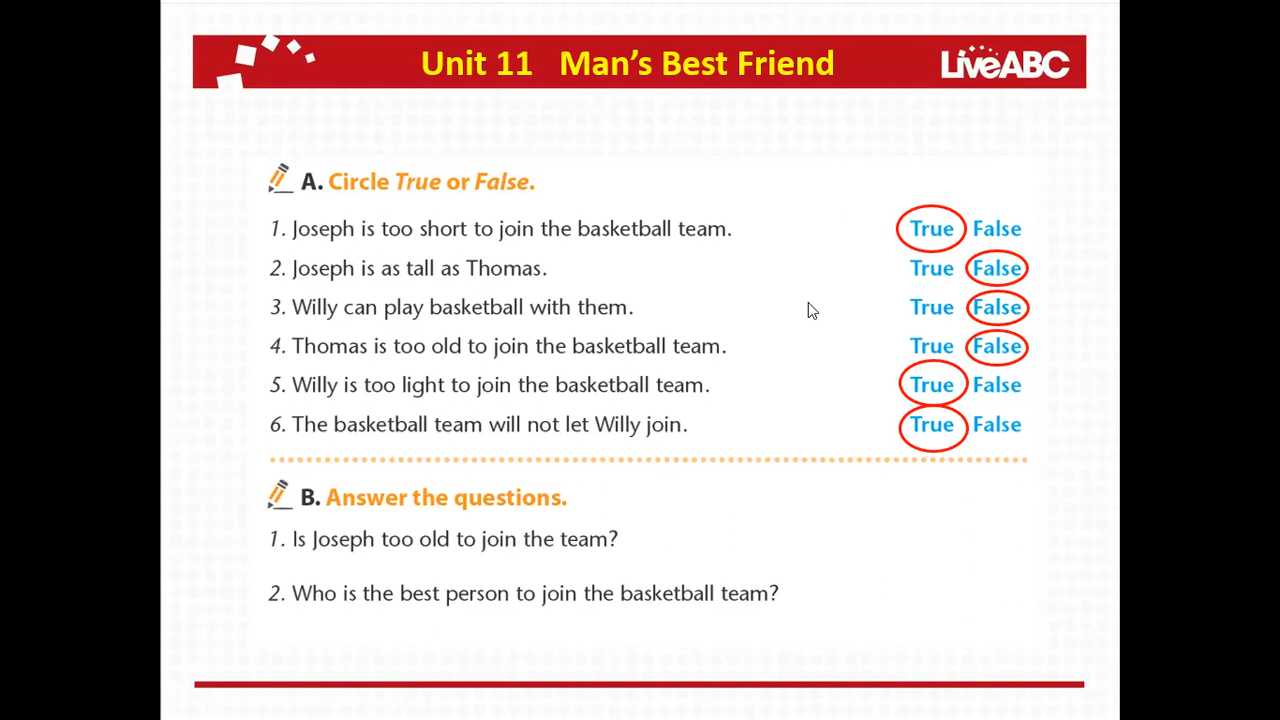 Unit 11 Man's Best Friend
LiveABC
A. Circle True or False.
1. Joseph is too short to join the basketball team. True False
2. Joseph is as tall as Thomas. True False
3. Willy can play basketball with them. True False
4. Thomas is too old to join the basketball team. True False
5. Willy is too light to join the basketball team. True False
6. The basketball team will not let Willy join. True False
B. Answer the questions.
1. Is Joseph too old to join the team?
2. Who is the best person to join the basketball team?